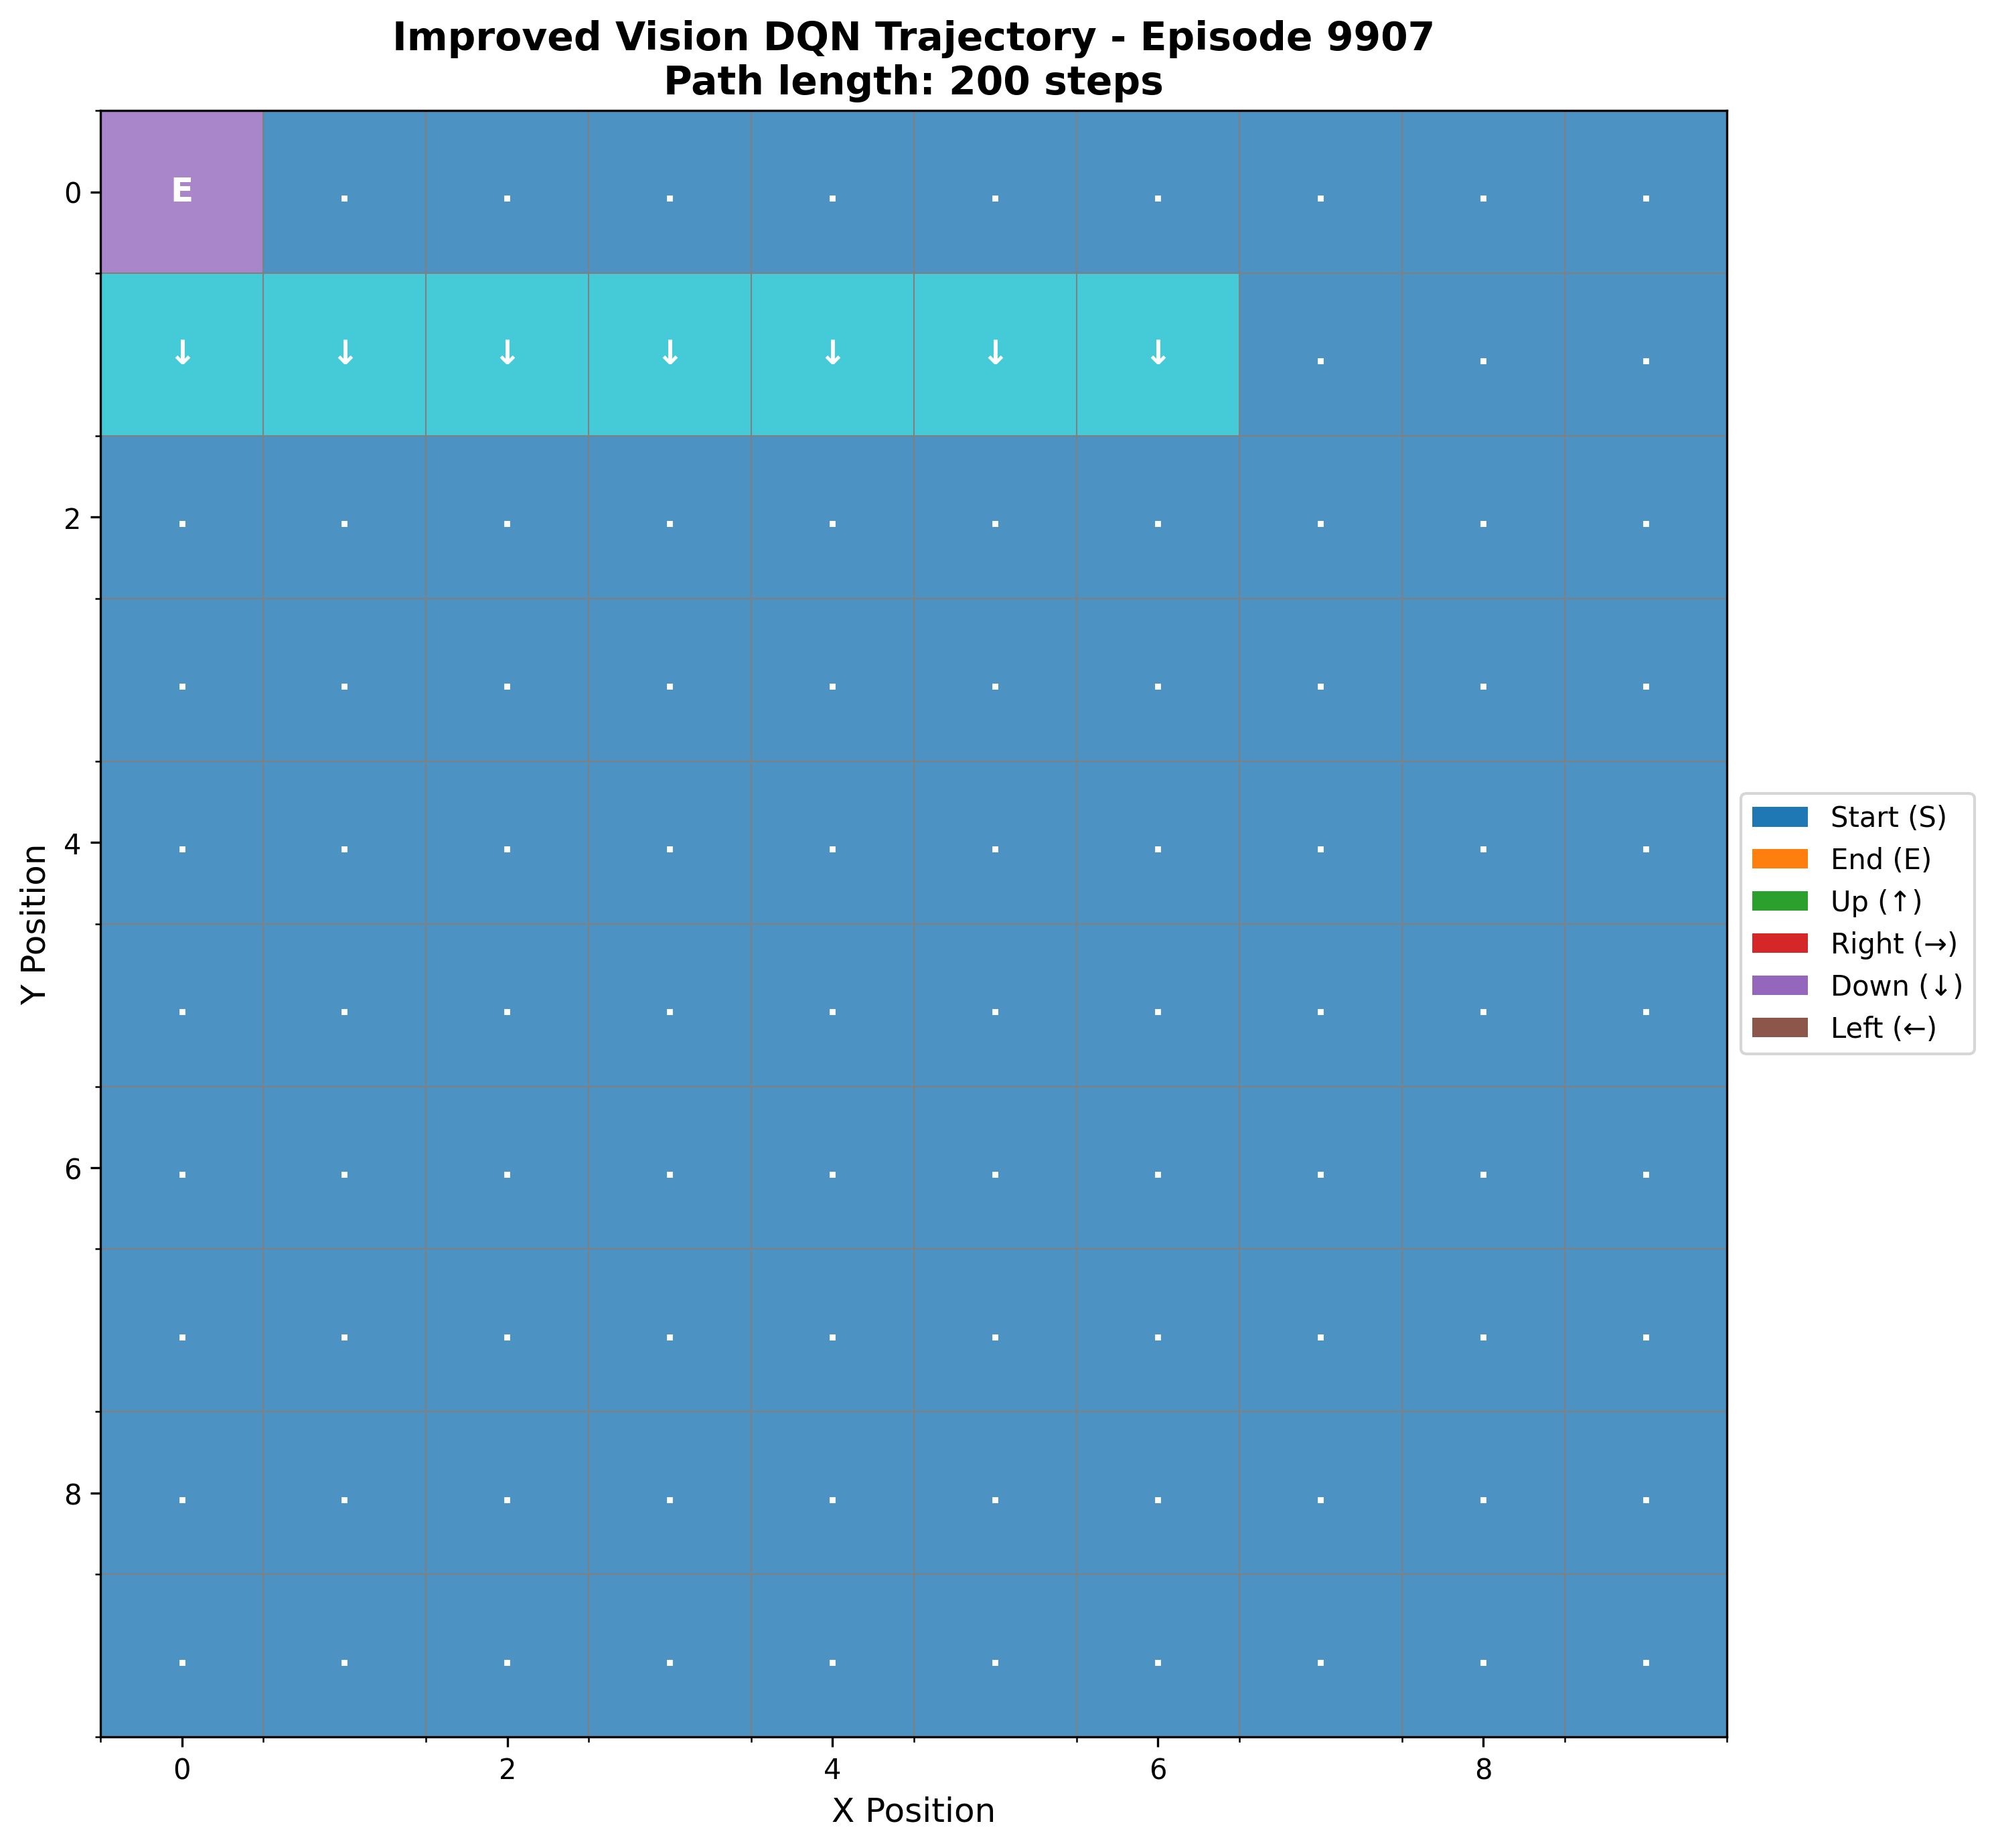 Improved Vision DQN Trajectory - Episode 9907
Path length: 200 steps
0
E . . . . . . . . .
↓ ↓ ↓ ↓ ↓ ↓ ↓ . . .
2
. . . . . . . . . .
. . . . . . . . . .
4
. . . . . . . . . .
. . . . . . . . . .
6
. . . . . . . . . .
. . . . . . . . . .
8
. . . . . . . . . .
. . . . . . . . . .
0 2 4 6 8
X Position
Y Position
Start (S)
End (E)
Up (↑)
Right (→)
Down (↓)
Left (←)